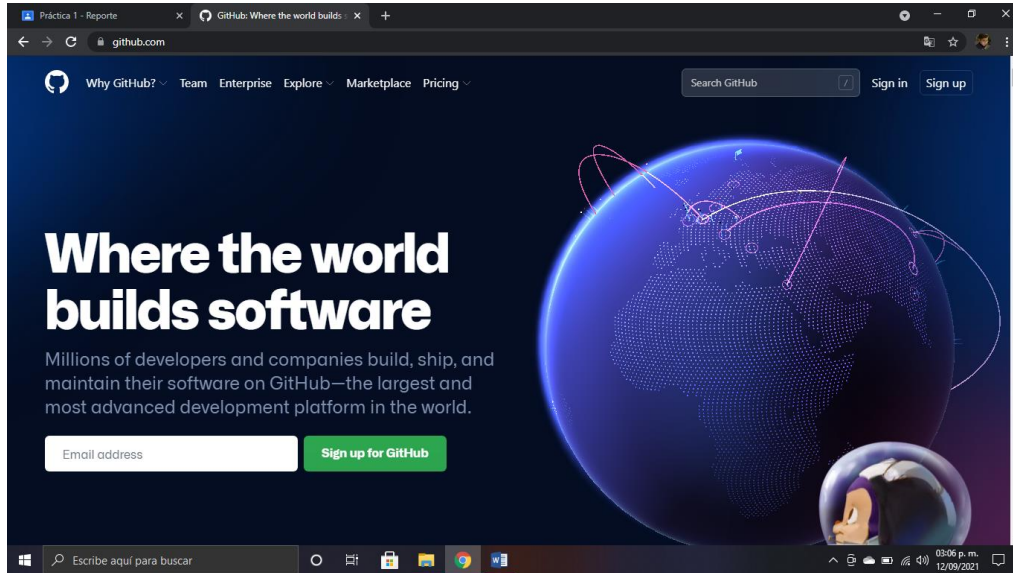 Práctica 1 - Reporte
GitHub: Where the world builds s
github.com
Why GitHub? Team Enterprise Explore Marketplace Pricing
Search GitHub /
Sign in Sign up
Where the world
builds software
Millions of developers and companies build, ship, and
maintain their software on GitHub—the largest and
most advanced development platform in the world.
Email address
Sign up for GitHub
Escribe aquí para buscar
W
03:06 p. m.
12/09/2021